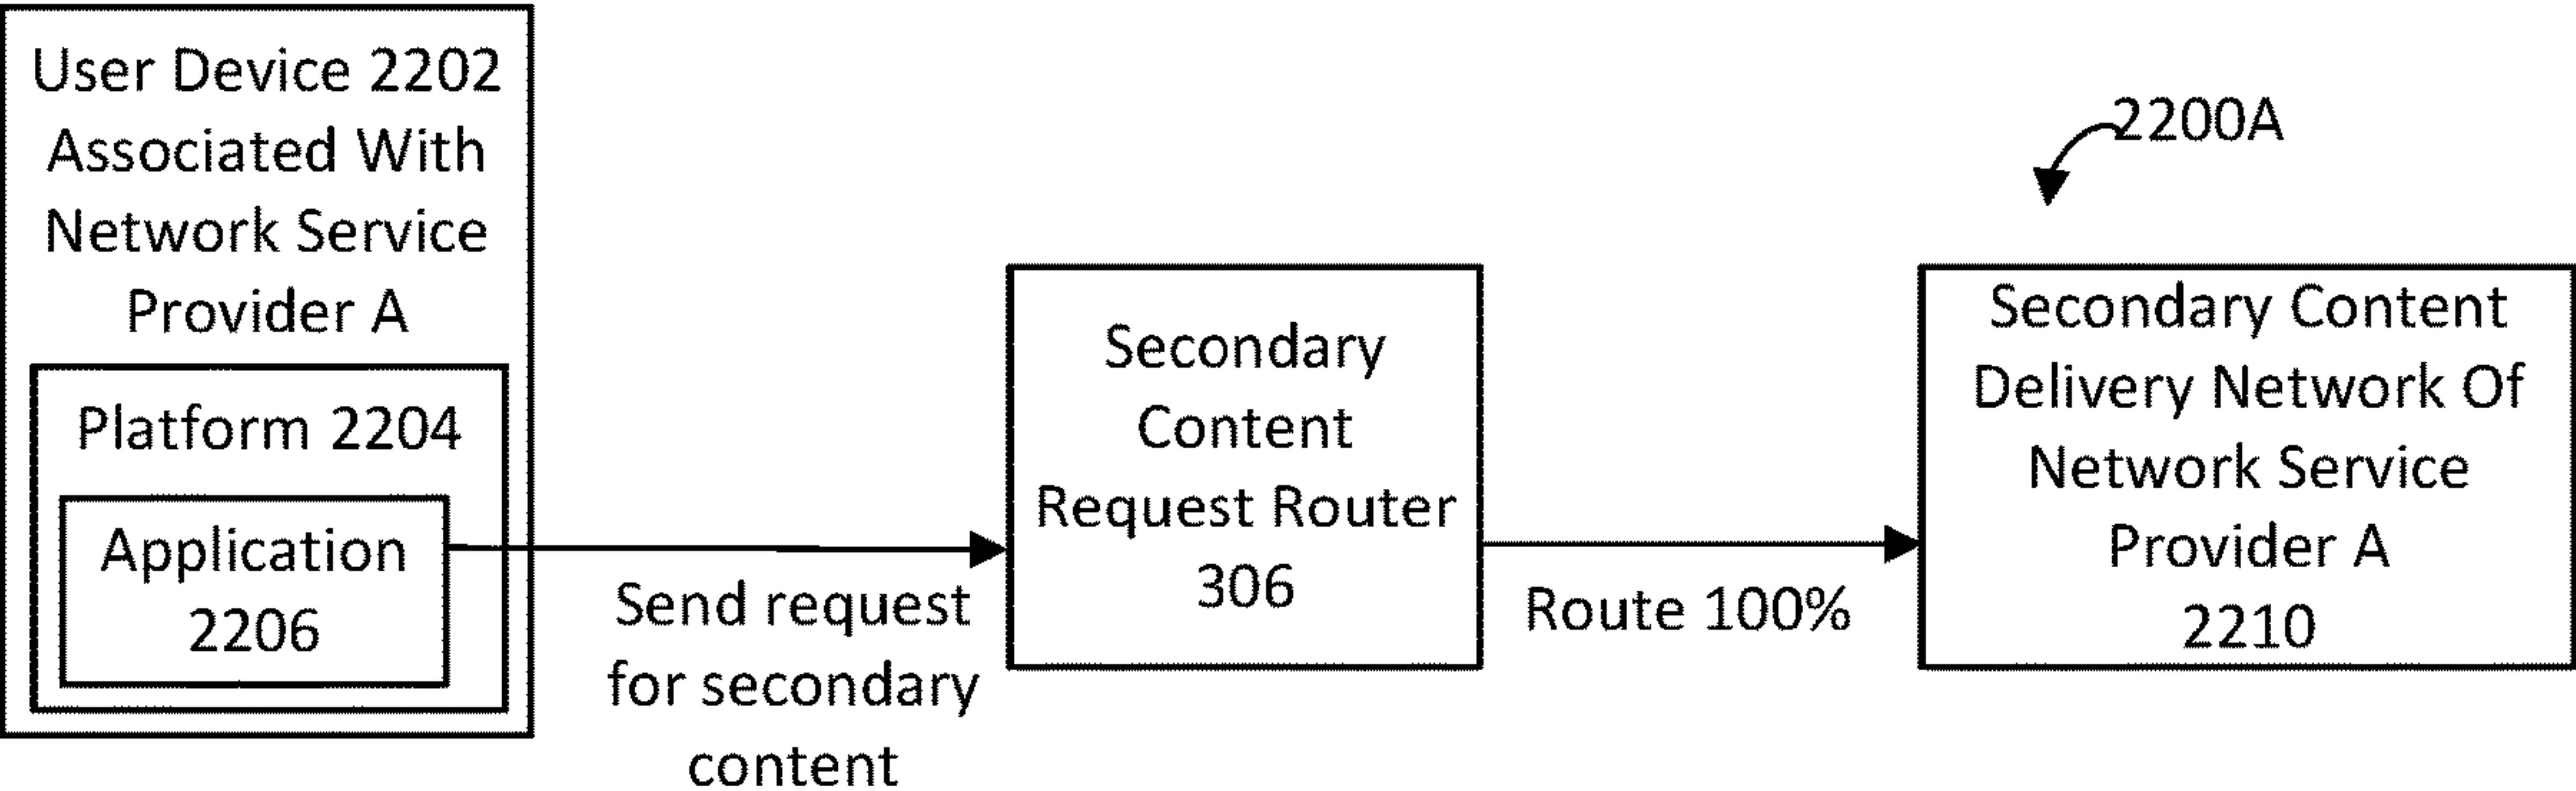 User Device 2202
Associated With
Network Service
Provider A
Platform 2204
Application
2206
Send request
for secondary
content
Secondary
Content
Request Router
306
Route 100%
2200A
Secondary Content
Delivery Network Of
Network Service
Provider A
2210